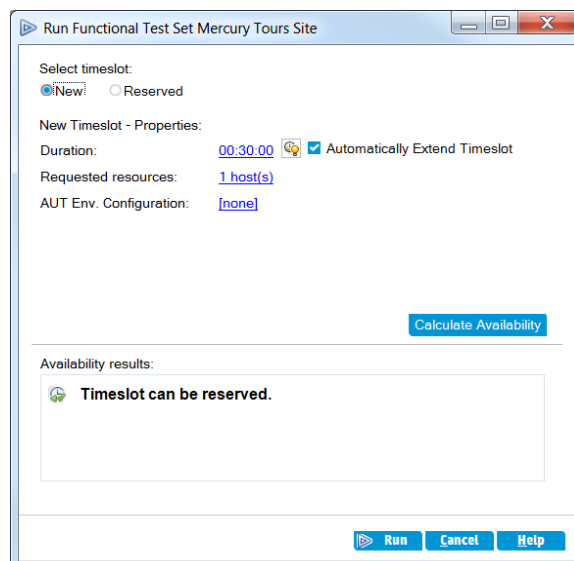 Run Functional Test Set Mercury Tours Site
Select timeslot:
New Reserved
New Timeslot - Properties:
Duration: 00:30:00 Automatically Extend Timeslot
Requested resources: 1 host(s)
AUT Env. Configuration: [none]
Calculate Availability
Availability results:
Timeslot can be reserved.
Run Cancel Help